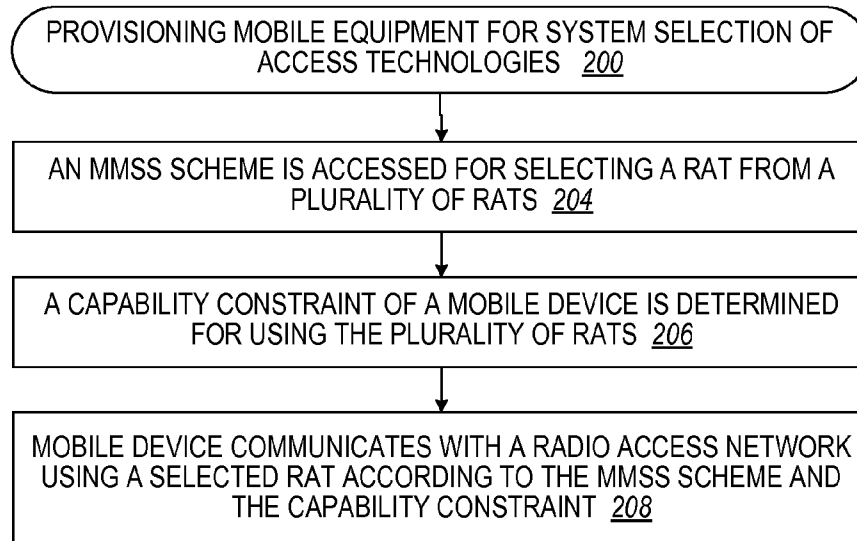 PROVISIONING MOBILE EQUIPMENT FOR SYSTEM SELECTION OF
ACCESS TECHNOLOGIES 200
AN MMSS SCHEME IS ACCESSED FOR SELECTING A RAT FROM A
PLURALITY OF RATS 204
A CAPABILITY CONSTRAINT OF A MOBILE DEVICE IS DETERMINED
FOR USING THE PLURALITY OF RATS 206
MOBILE DEVICE COMMUNICATES WITH A RADIO ACCESS NETWORK
USING A SELECTED RAT ACCORDING TO THE MMSS SCHEME AND
THE CAPABILITY CONSTRAINT 208